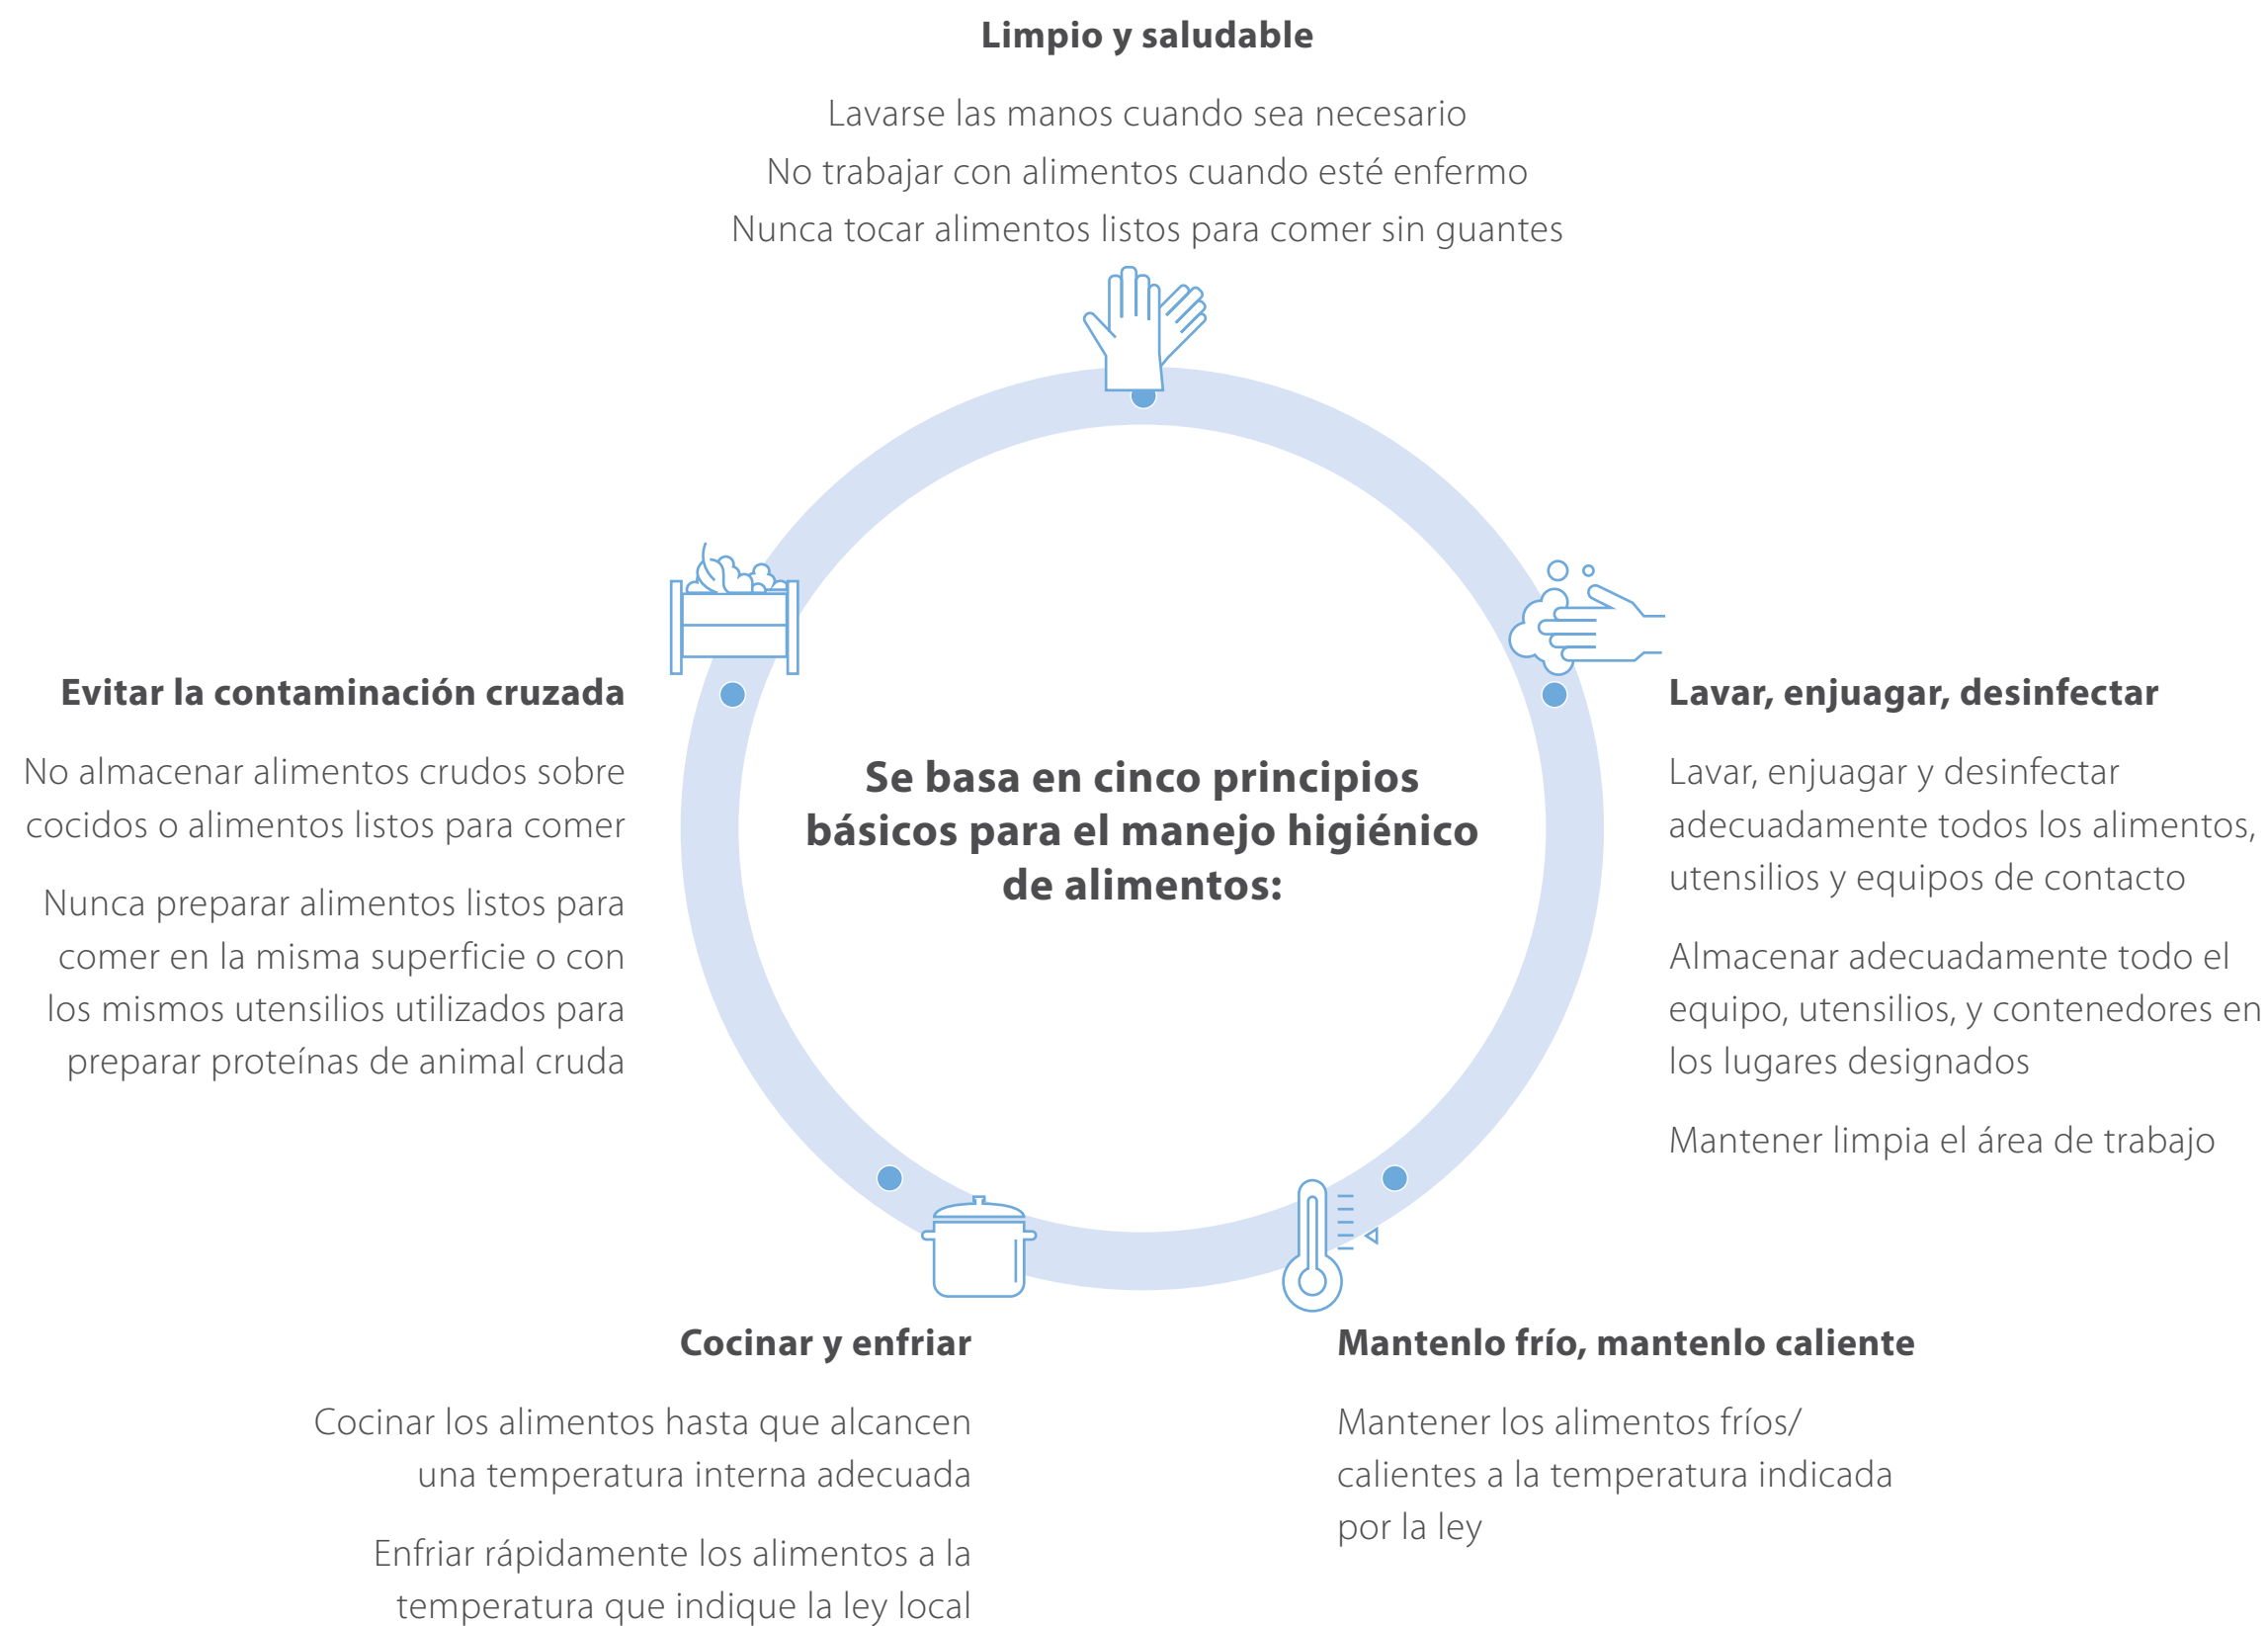 Limpio y saludable
Lavarse las manos cuando sea necesario
No trabajar con alimentos cuando esté enfermo
Nunca tocar alimentos listos para comer sin guantes
Se basa en cinco principios
básicos para el manejo higiénico
de alimentos:
Lavar, enjuagar, desinfectar
Lavar, enjuagar y desinfectar
adecuadamente todos los alimentos,
utensilios y equipos de contacto
Almacenar adecuadamente todo el
equipo, utensilios, y contenedores en
los lugares designados
Mantener limpia el área de trabajo
Mantenlo frío, mantenlo caliente
Mantener los alimentos fríos/
calientes a la temperatura indicada
por la ley
Cocinar y enfriar
Cocinar los alimentos hasta que alcancen
una temperatura interna adecuada
Enfriar rápidamente los alimentos a la
temperatura que indique la ley local
Evitar la contaminación cruzada
No almacenar alimentos crudos sobre
cocidos o alimentos listos para comer
Nunca preparar alimentos listos para
comer en la misma superficie o con
los mismos utensilios utilizados para
preparar proteínas de animal cruda